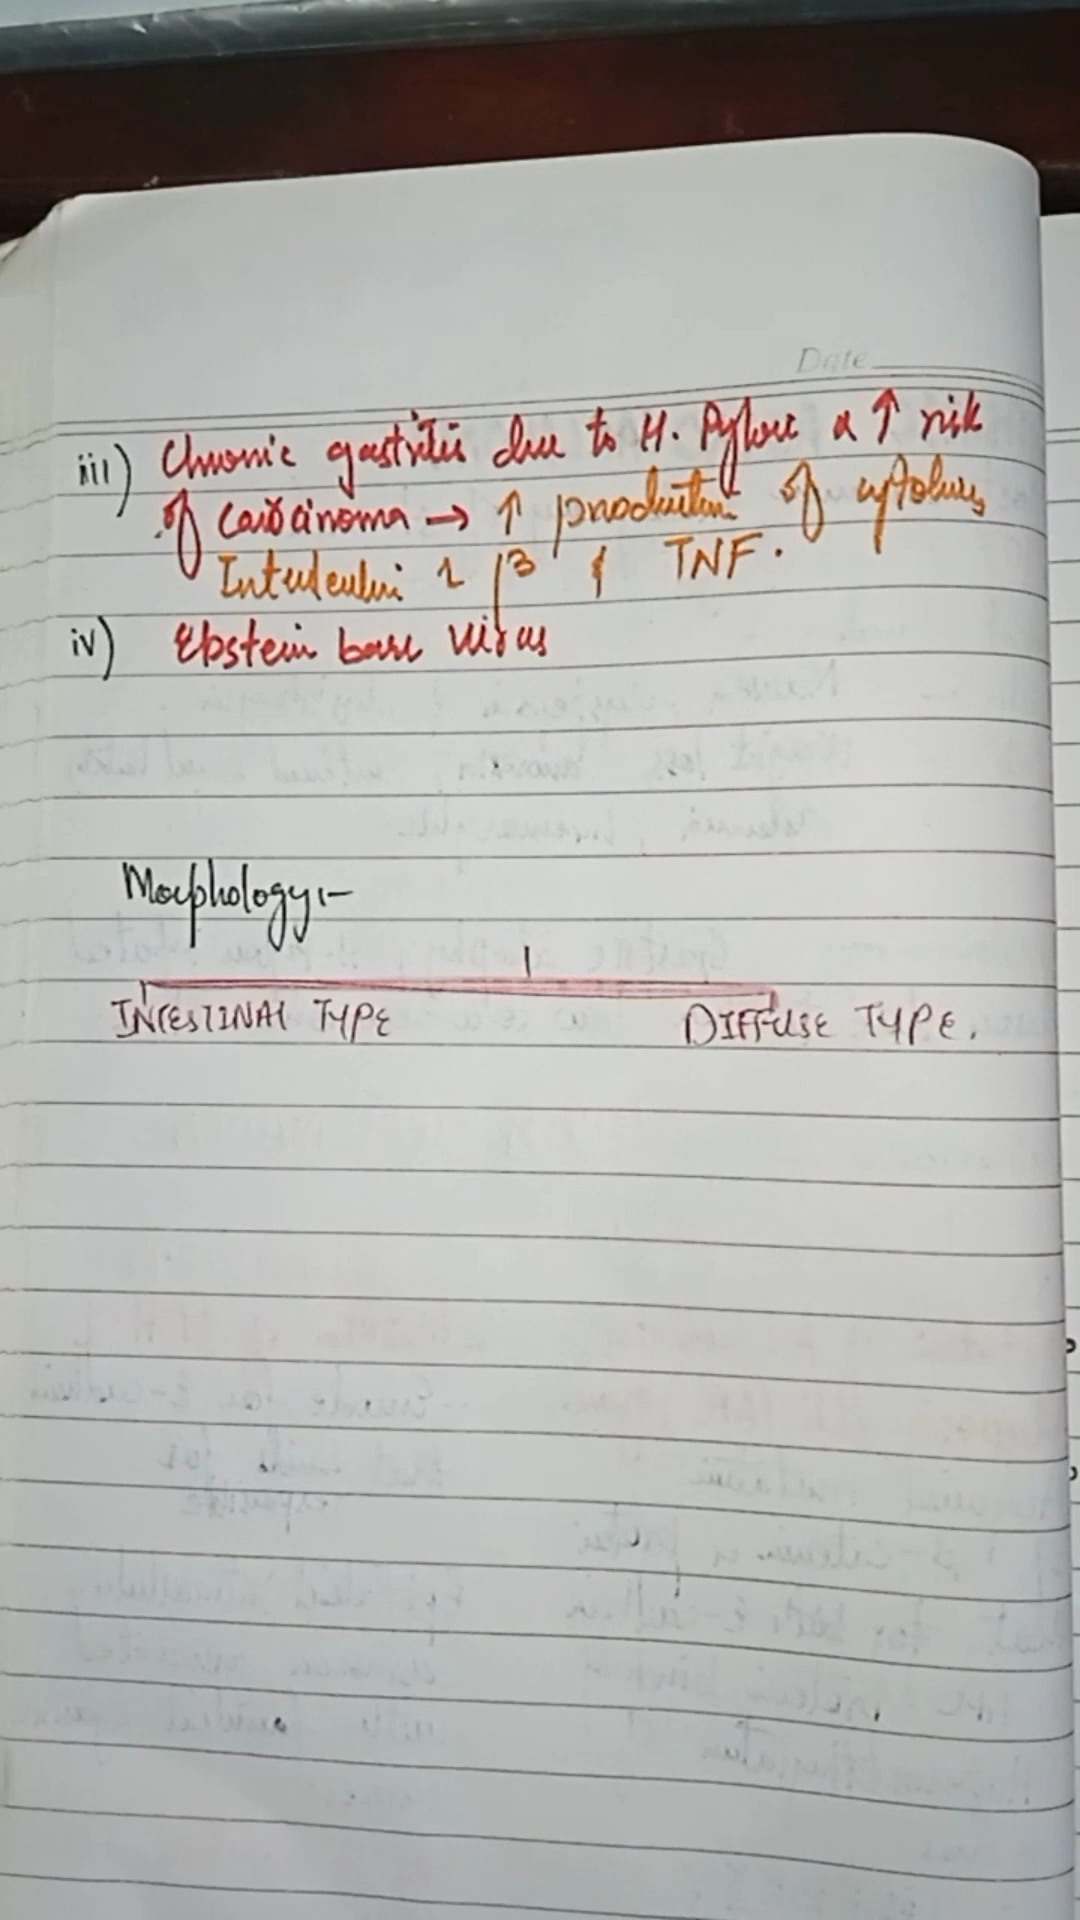 Date
iii) Chronic gastritis due to H. Pylori a ↑ risk
of carcinoma → ↑ production of cytokines
Interleukin 1 β & TNF.
iv) Ebstein barr virus
Morphology:-
INTESTINAL TYPE DIFFUSE TYPE.